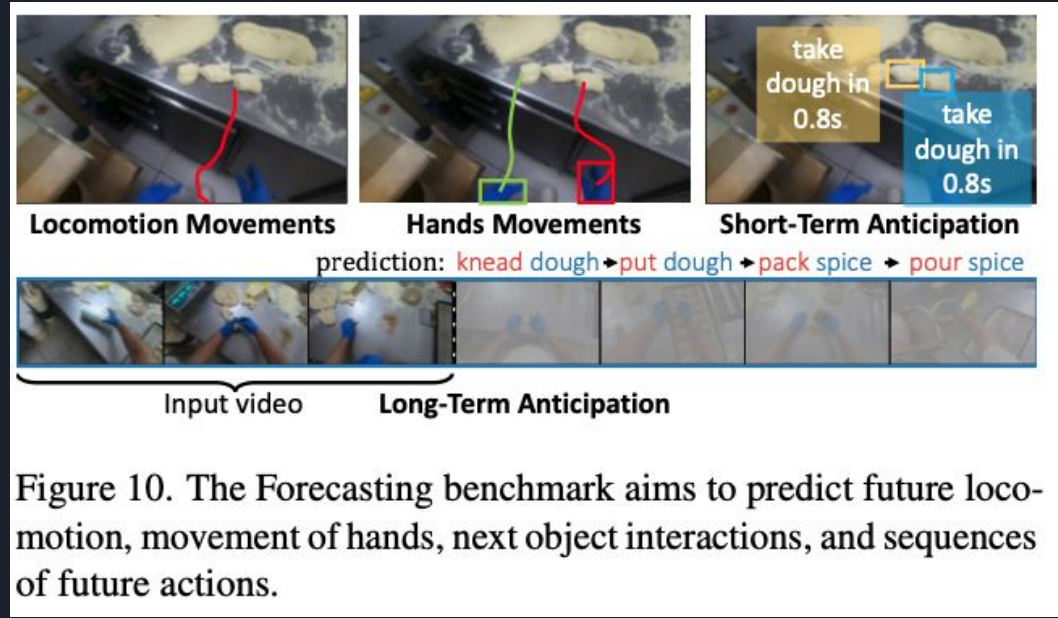 take
dough in
0.8s
take
dough in
0.8s
Locomotion Movements
Hands Movements
Short-Term Anticipation
prediction: knead dough→put dough →pack spice → pour spice
Input video
Long-Term Anticipation
Figure 10. The Forecasting benchmark aims to predict future loco-
motion, movement of hands, next object interactions, and sequences
of future actions.